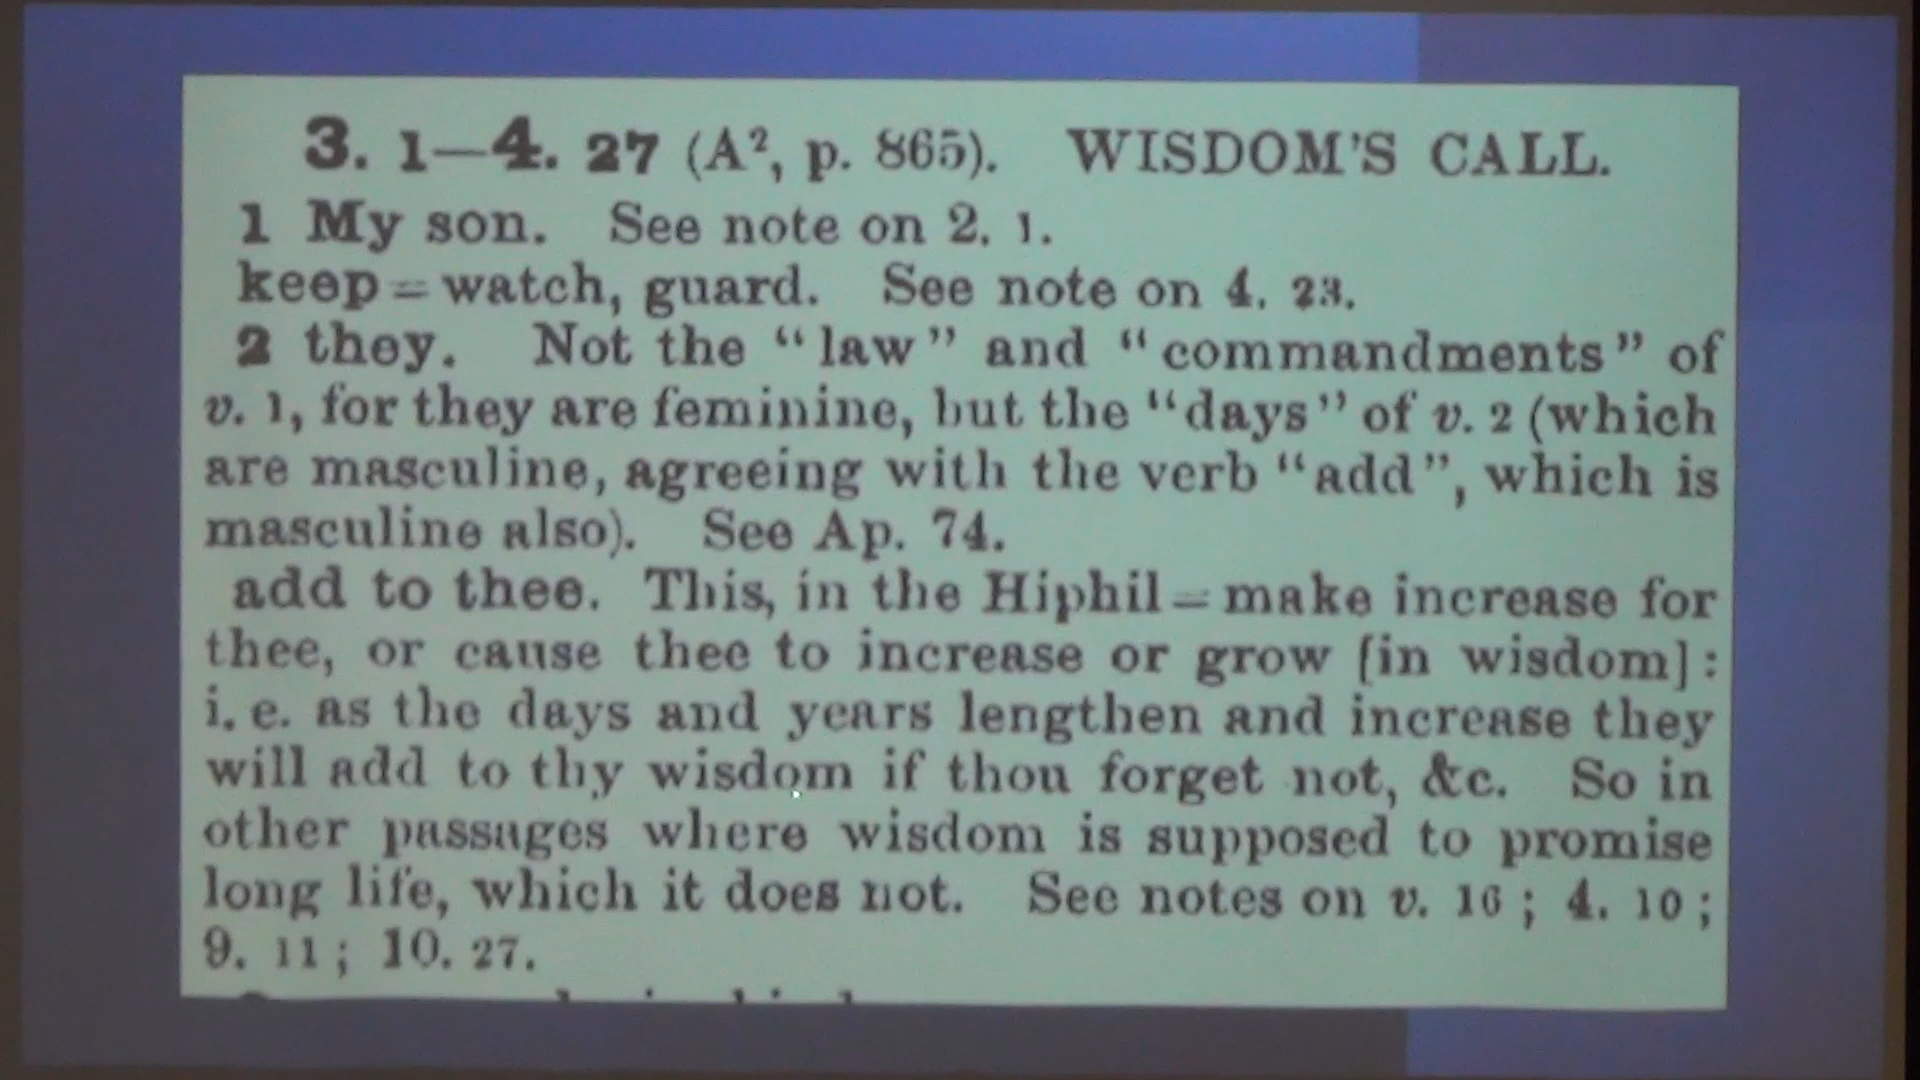 3. 1—4. 27 (A², p. 865). WISDOM'S CALL.
1 My son. See note on 2. 1.
keep = watch, guard. See note on 4. 23.
2 they. Not the “law” and “commandments” of
v. 1, for they are feminine, but the “days” of v. 2 (which
are masculine, agreeing with the verb “add”, which is
masculine also). See Ap. 74.
add to thee. This, in the Hiphil = make increase for
thee, or cause thee to increase or grow [in wisdom]:
i. e. as the days and years lengthen and increase they
will add to thy wisdom if thou forget not, &c. So in
other passages where wisdom is supposed to promise
long life, which it does not. See notes on v. 16; 4. 10;
9. 11; 10. 27.